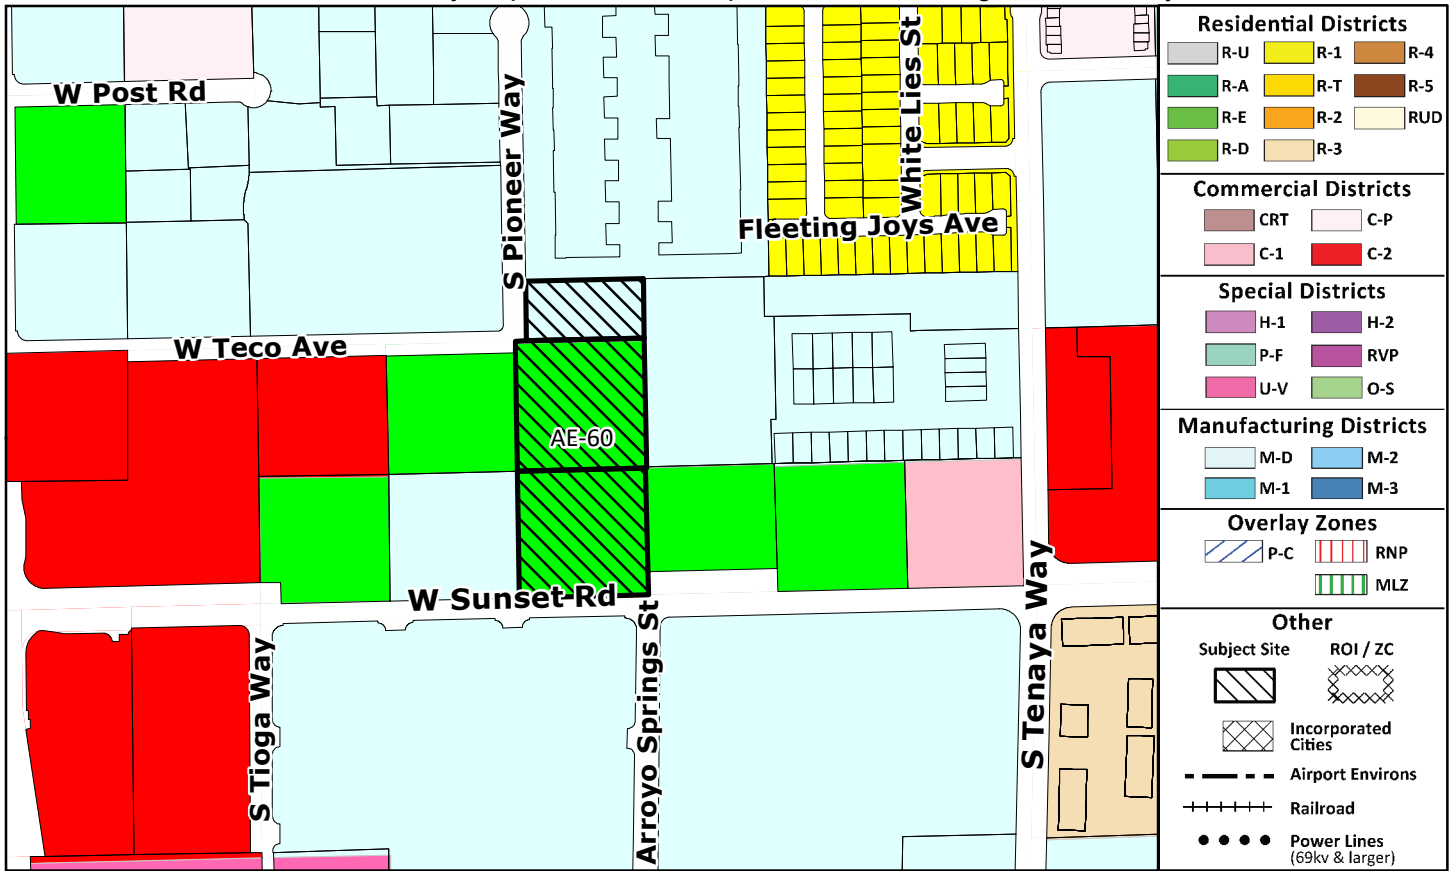 W Post Rd
S Pioneer Way
White Lies St
Fleeting Joys Ave
W Teco Ave
AE-60
W Sunset Rd
S Tioga Way
Arroyo Springs St
S Tenaya Way
Residential Districts
R-U R-1 R-4
R-A R-T R-5
R-E R-2 RUD
R-D R-3
Commercial Districts
CRT C-P
C-1 C-2
Special Districts
H-1 H-2
P-F RVP
U-V O-S
Manufacturing Districts
M-D M-2
M-1 M-3
Overlay Zones
P-C RNP
MLZ
Other
Subject Site ROI / ZC
Incorporated
Cities
Airport Environs
Railroad
Power Lines
(69kv & larger)